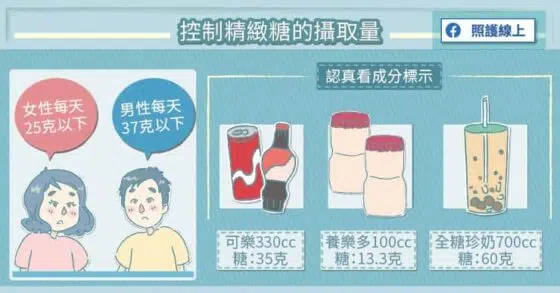 控制精緻糖的攝取量
照護線上
女性每天
25克以下
男性每天
37克以下
認真看成分標示
可樂330cc
糖:35克
養樂多100cc
糖:13.3克
全糖珍奶700cc
糖:60克